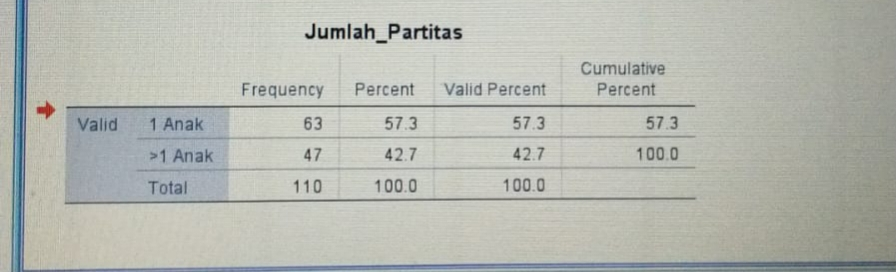 Jumlah_Partitas
Frequency Percent Valid Percent Cumulative Percent
Valid 1 Anak 63 57.3 57.3 57.3
>1 Anak 47 42.7 42.7 100.0
Total 110 100.0 100.0